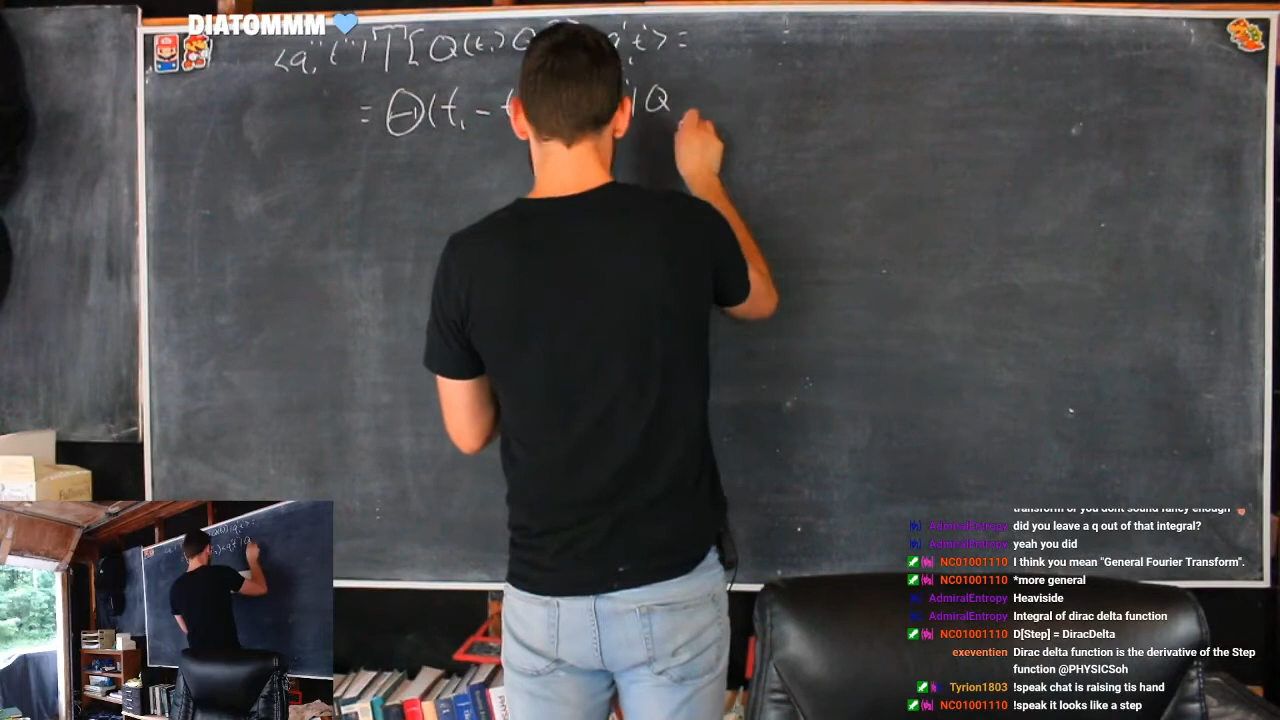 DIATOMMM
<q'',t''|T[Q(t₁)Q q',t'> =
= Θ(t₁ - t |Q
transform or you dont sound fancy enough
AdmiralEntropy did you leave a q out of that integral?
AdmiralEntropy yeah you did
NC01001110 I think you mean "General Fourier Transform".
NC01001110 *more general
AdmiralEntropy Heaviside
AdmiralEntropy Integral of dirac delta function
NC01001110 D[Step] = DiracDelta
exevention Dirac delta function is the derivative of the Step
function @PHYSICSoh
Tyrion1803 !speak chat is raising tis hand
NC01001110 !speak it looks like a step